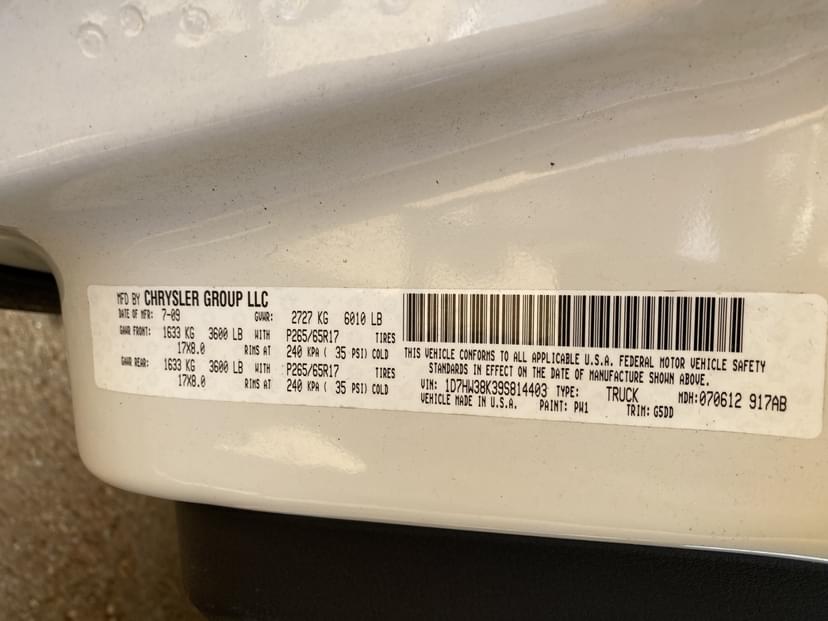 MFD BY CHRYSLER GROUP LLC
DATE OF MFR: 7-09 GVWR: 2727 KG 6010 LB
GAWR FRONT: 1633 KG 3600 LB WITH P265/65R17 TIRES
17X8.0 RIMS AT 240 KPA ( 35 PSI) COLD
GAWR REAR: 1633 KG 3600 LB WITH P265/65R17 TIRES
17X8.0 RIMS AT 240 KPA ( 35 PSI) COLD
THIS VEHICLE CONFORMS TO ALL APPLICABLE U.S.A. FEDERAL MOTOR VEHICLE SAFETY
STANDARDS IN EFFECT ON THE DATE OF MANUFACTURE SHOWN ABOVE.
VIN: 1D7HW38K39S814403 TYPE: TRUCK MDH: 070612 917AB
VEHICLE MADE IN U.S.A. PAINT: PW1 TRIM: G5DD